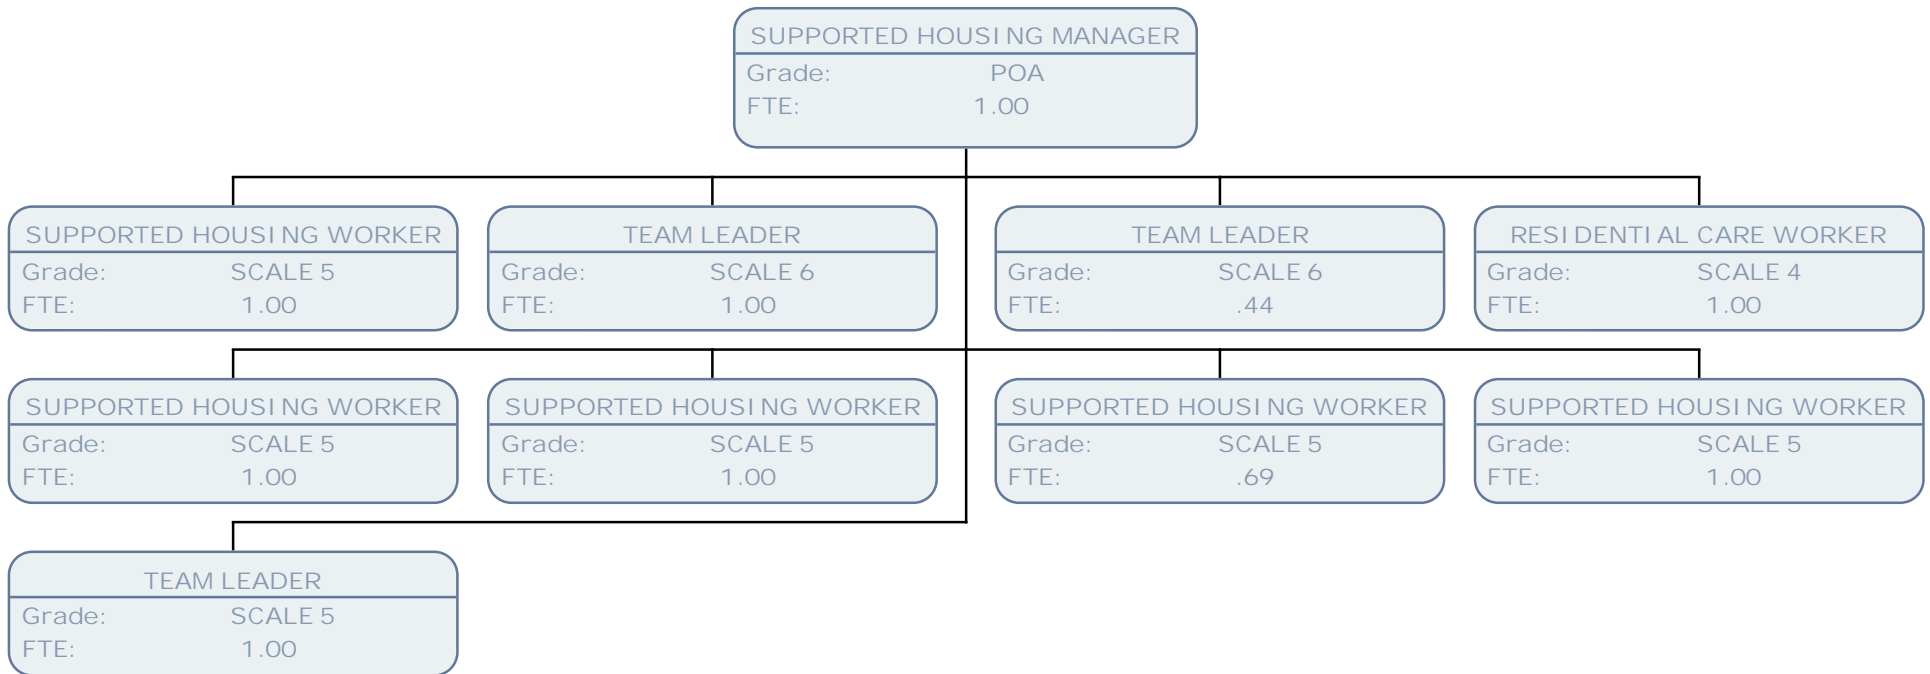 SUPPORTED HOUSING MANAGER
Grade: POA
FTE: 1.00
SUPPORTED HOUSING WORKER
Grade: SCALE 5
FTE: 1.00
TEAM LEADER
Grade: SCALE 6
FTE: 1.00
TEAM LEADER
Grade: SCALE 6
FTE: .44
RESIDENTIAL CARE WORKER
Grade: SCALE 4
FTE: 1.00
SUPPORTED HOUSING WORKER
Grade: SCALE 5
FTE: 1.00
SUPPORTED HOUSING WORKER
Grade: SCALE 5
FTE: 1.00
SUPPORTED HOUSING WORKER
Grade: SCALE 5
FTE: .69
SUPPORTED HOUSING WORKER
Grade: SCALE 5
FTE: 1.00
TEAM LEADER
Grade: SCALE 5
FTE: 1.00